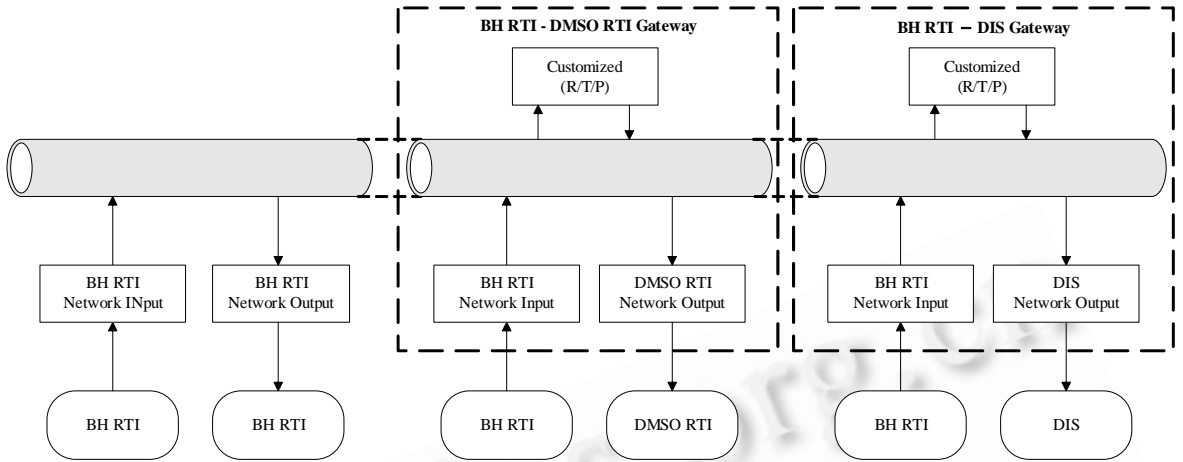 BH RTI - DMSO RTI Gateway
BH RTI – DIS Gateway
Customized
(R/T/P)
Customized
(R/T/P)
BH RTI
Network INput
BH RTI
Network Output
BH RTI
Network Input
DMSO RTI
Network Output
BH RTI
Network Input
DIS
Network Output
BH RTI
BH RTI
BH RTI
DMSO RTI
BH RTI
DIS